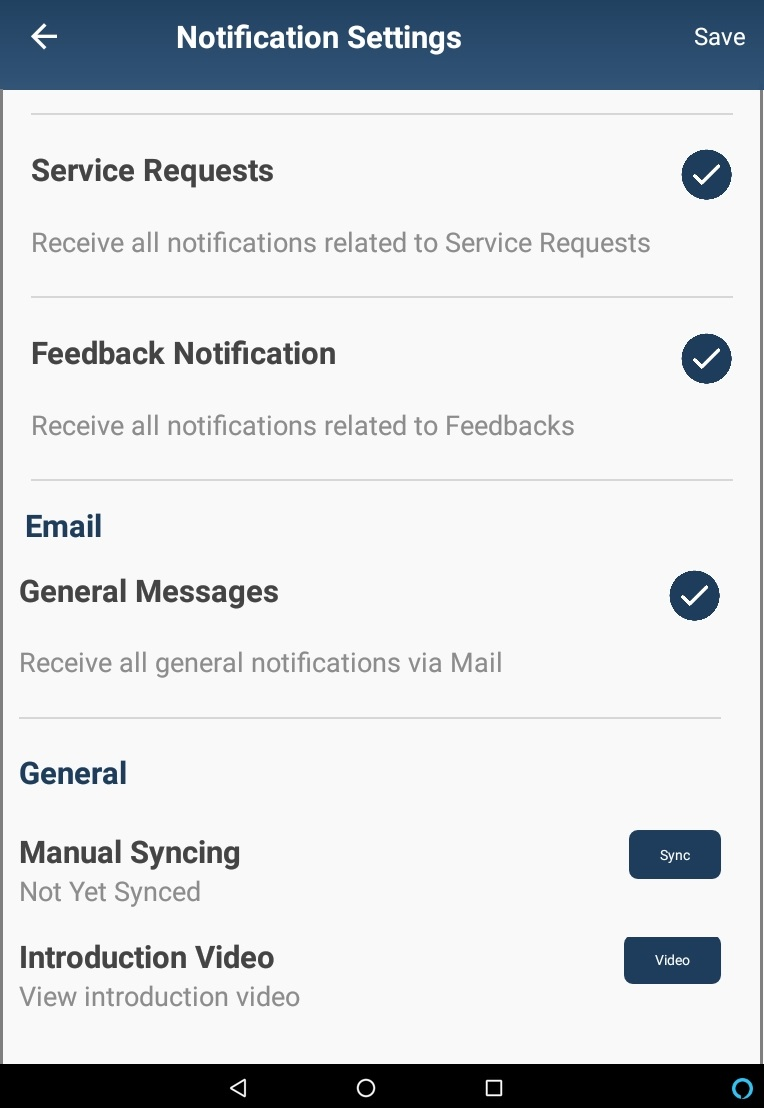 Notification Settings
Save
Service Requests
Receive all notifications related to Service Requests
Feedback Notification
Receive all notifications related to Feedbacks
Email
General Messages
Receive all general notifications via Mail
General
Manual Syncing
Sync
Not Yet Synced
Introduction Video
Video
View introduction video